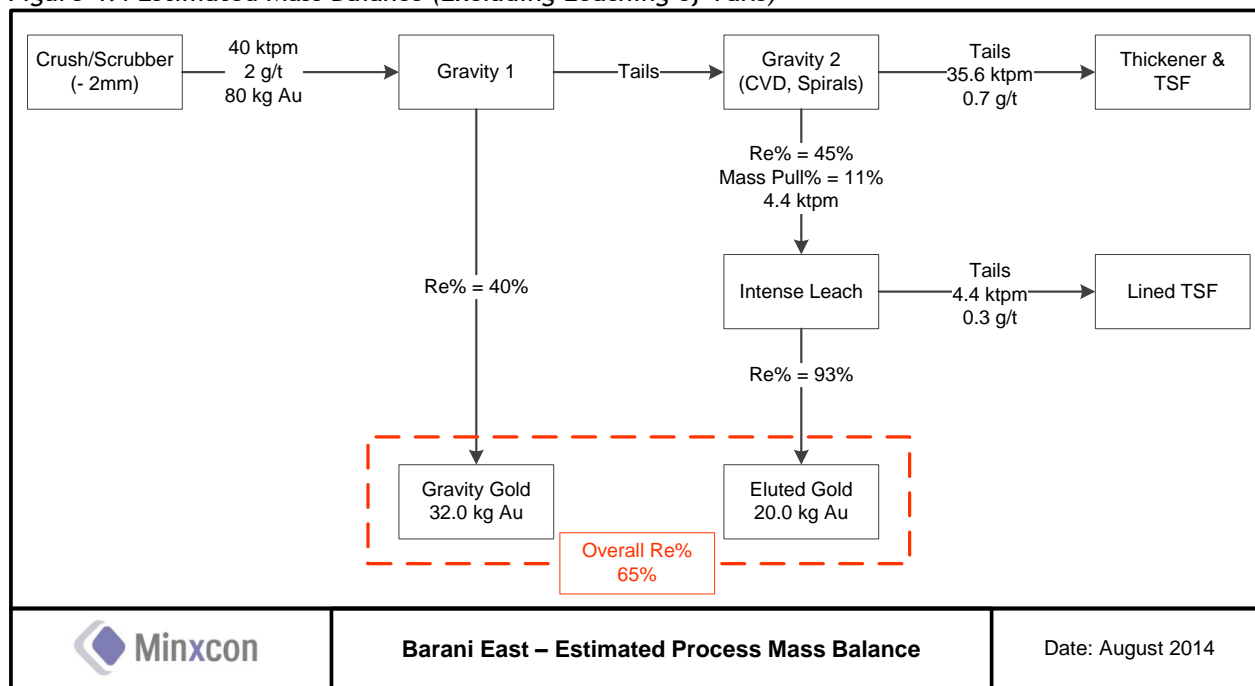 Crush/Scrubber
(- 2mm)
40 ktpm
2 g/t
80 kg Au
Gravity 1
Tails
Gravity 2
(CVD, Spirals)
Tails
35.6 ktpm
0.7 g/t
Thickener &
TSF
Re% = 45%
Mass Pull% = 11%
4.4 ktpm
Re% = 40%
Intense Leach
Tails
4.4 ktpm
0.3 g/t
Lined TSF
Re% = 93%
Gravity Gold
32.0 kg Au
Eluted Gold
20.0 kg Au
Overall Re%
65%
Minxcon
Barani East – Estimated Process Mass Balance
Date: August 2014